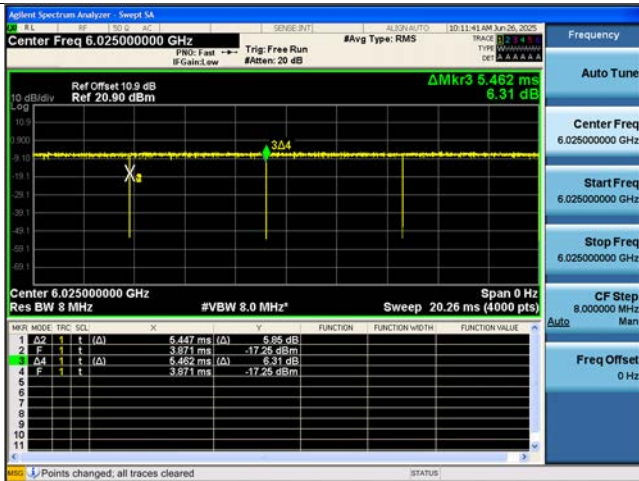 Agilent Spectrum Analyzer - Swept SA
RL RF 50 Ω AC SENSE:INT ALIGN AUTO 10:11:41 AM Jun 26, 2025
Center Freq 6.025000000 GHz
PNO: Fast
IFGain:Low
Trig: Free Run
#Atten: 20 dB
#Avg Type: RMS
TRACE 1 2 3 4 5 6
TYPE
DET A A A A A A
Ref Offset 10.9 dB
10 dB/div Ref 20.90 dBm
Log
ΔMkr3 5.462 ms
6.31 dB
10.9
0.900
-9.10
-19.1
-29.1
-39.1
-49.1
-59.1
-69.1
3Δ4
Center 6.025000000 GHz Span 0 Hz
Res BW 8 MHz #VBW 8.0 MHz* Sweep 20.26 ms (4000 pts)
MKR MODE TRC SCL X Y FUNCTION FUNCTION WIDTH FUNCTION VALUE
1 Δ2 1 t (Δ) 5.447 ms (Δ) 5.85 dB
2 F 1 t 3.871 ms -17.25 dBm
3 Δ4 1 t (Δ) 5.462 ms (Δ) 6.31 dB
4 F 1 t 3.871 ms -17.25 dBm
5
6
7
8
9
10
11
MSG Points changed; all traces cleared STATUS
Frequency
Auto Tune
Center Freq
6.025000000 GHz
Start Freq
6.025000000 GHz
Stop Freq
6.025000000 GHz
CF Step
8.000000 MHz
Auto Man
Freq Offset
0 Hz